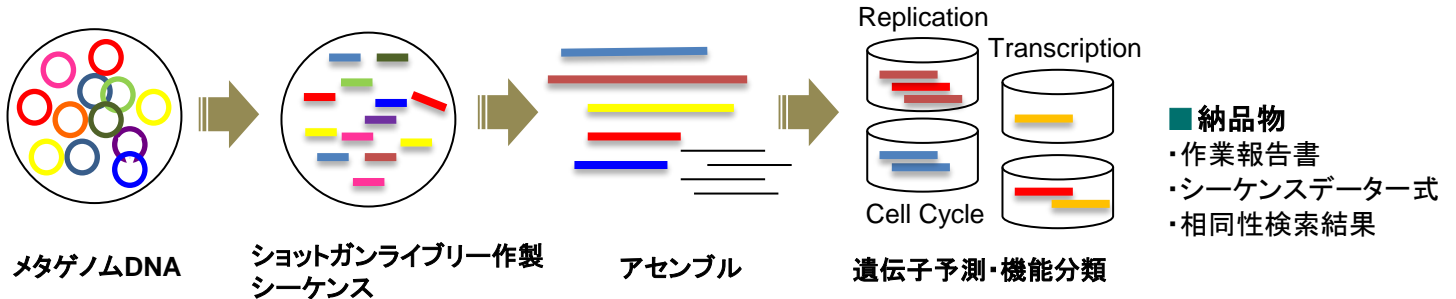 Replication
Transcription
Cell Cycle
メタゲノムDNA
ショットガンライブリー作製
シーケンス
アセンブル
遺伝子予測・機能分類
■納品物
・作業報告書
・シーケンスデーター式
・相同性検索結果